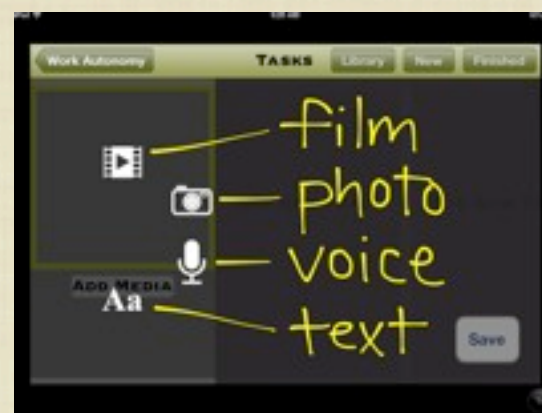 Work Autonomy TASKS Library New Finished
film
photo
voice
ADD MEDIA
Aa
text
Save